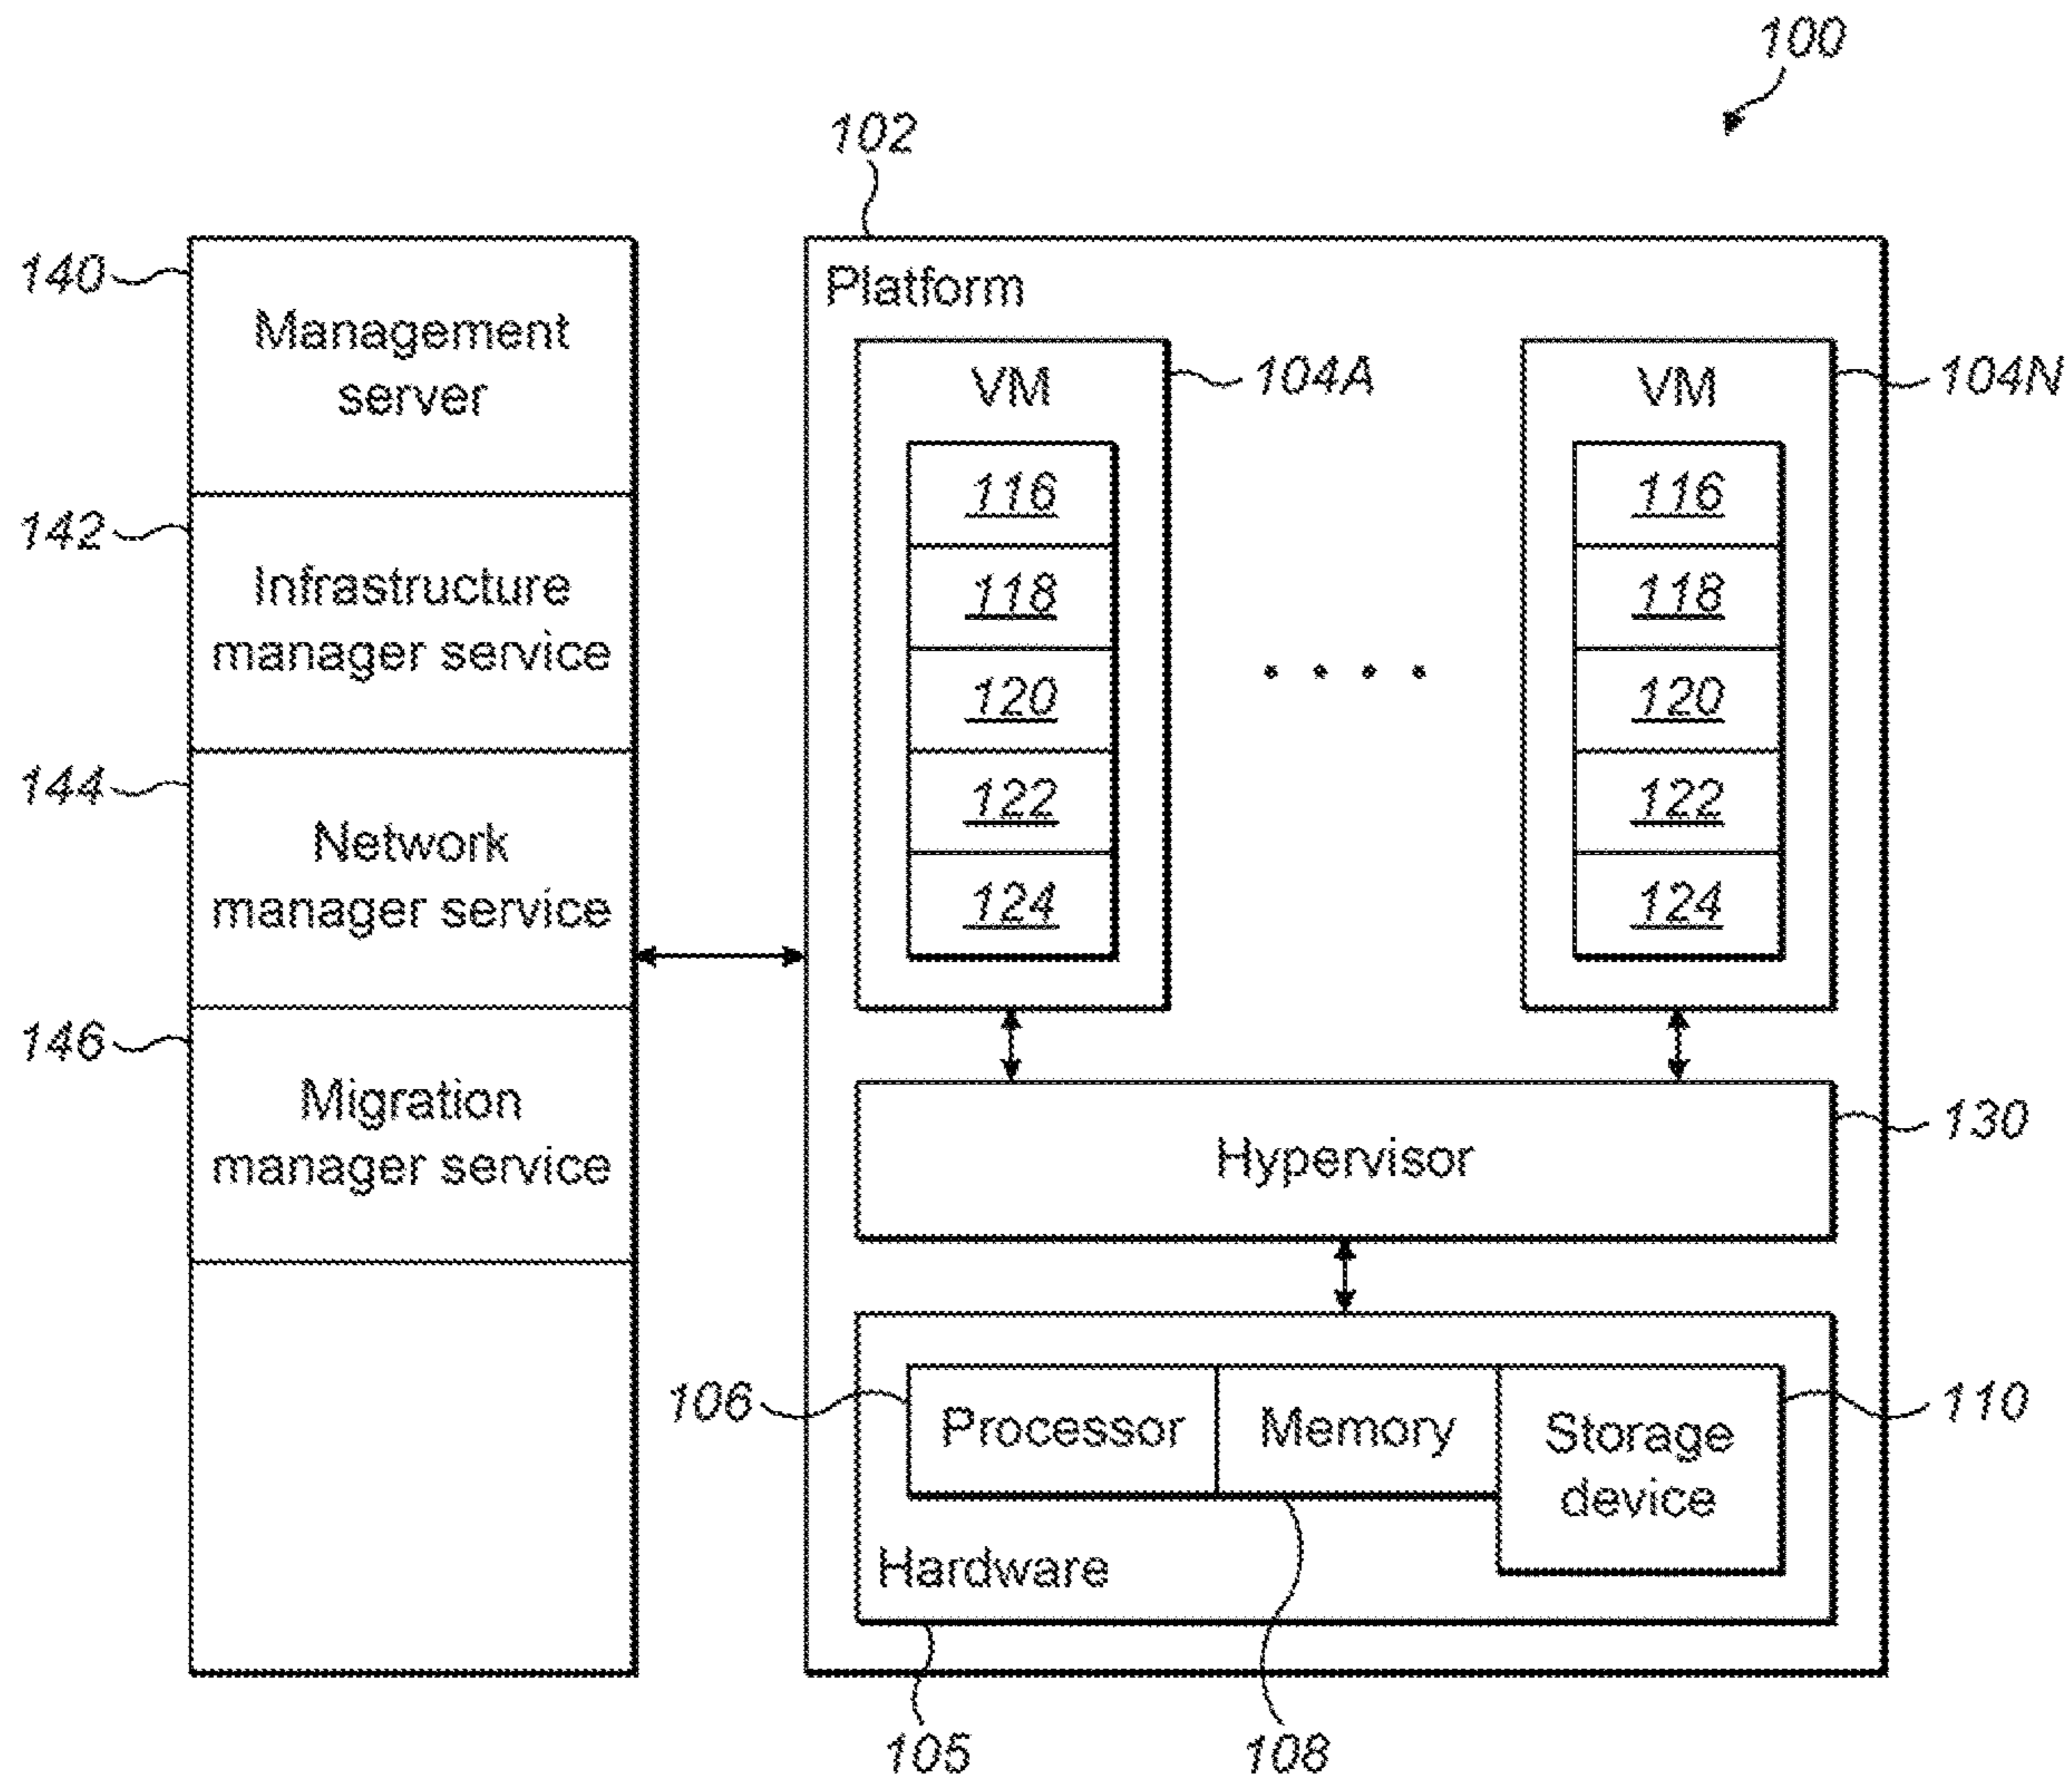 100
102
140
Management
server
142
Infrastructure
manager service
144
Network
manager service
146
Migration
manager service
Platform
VM
104A
116
118
120
122
124
VM
104N
116
118
120
122
124
Hypervisor
130
106
Processor
Memory
Storage
device
110
Hardware
105
108